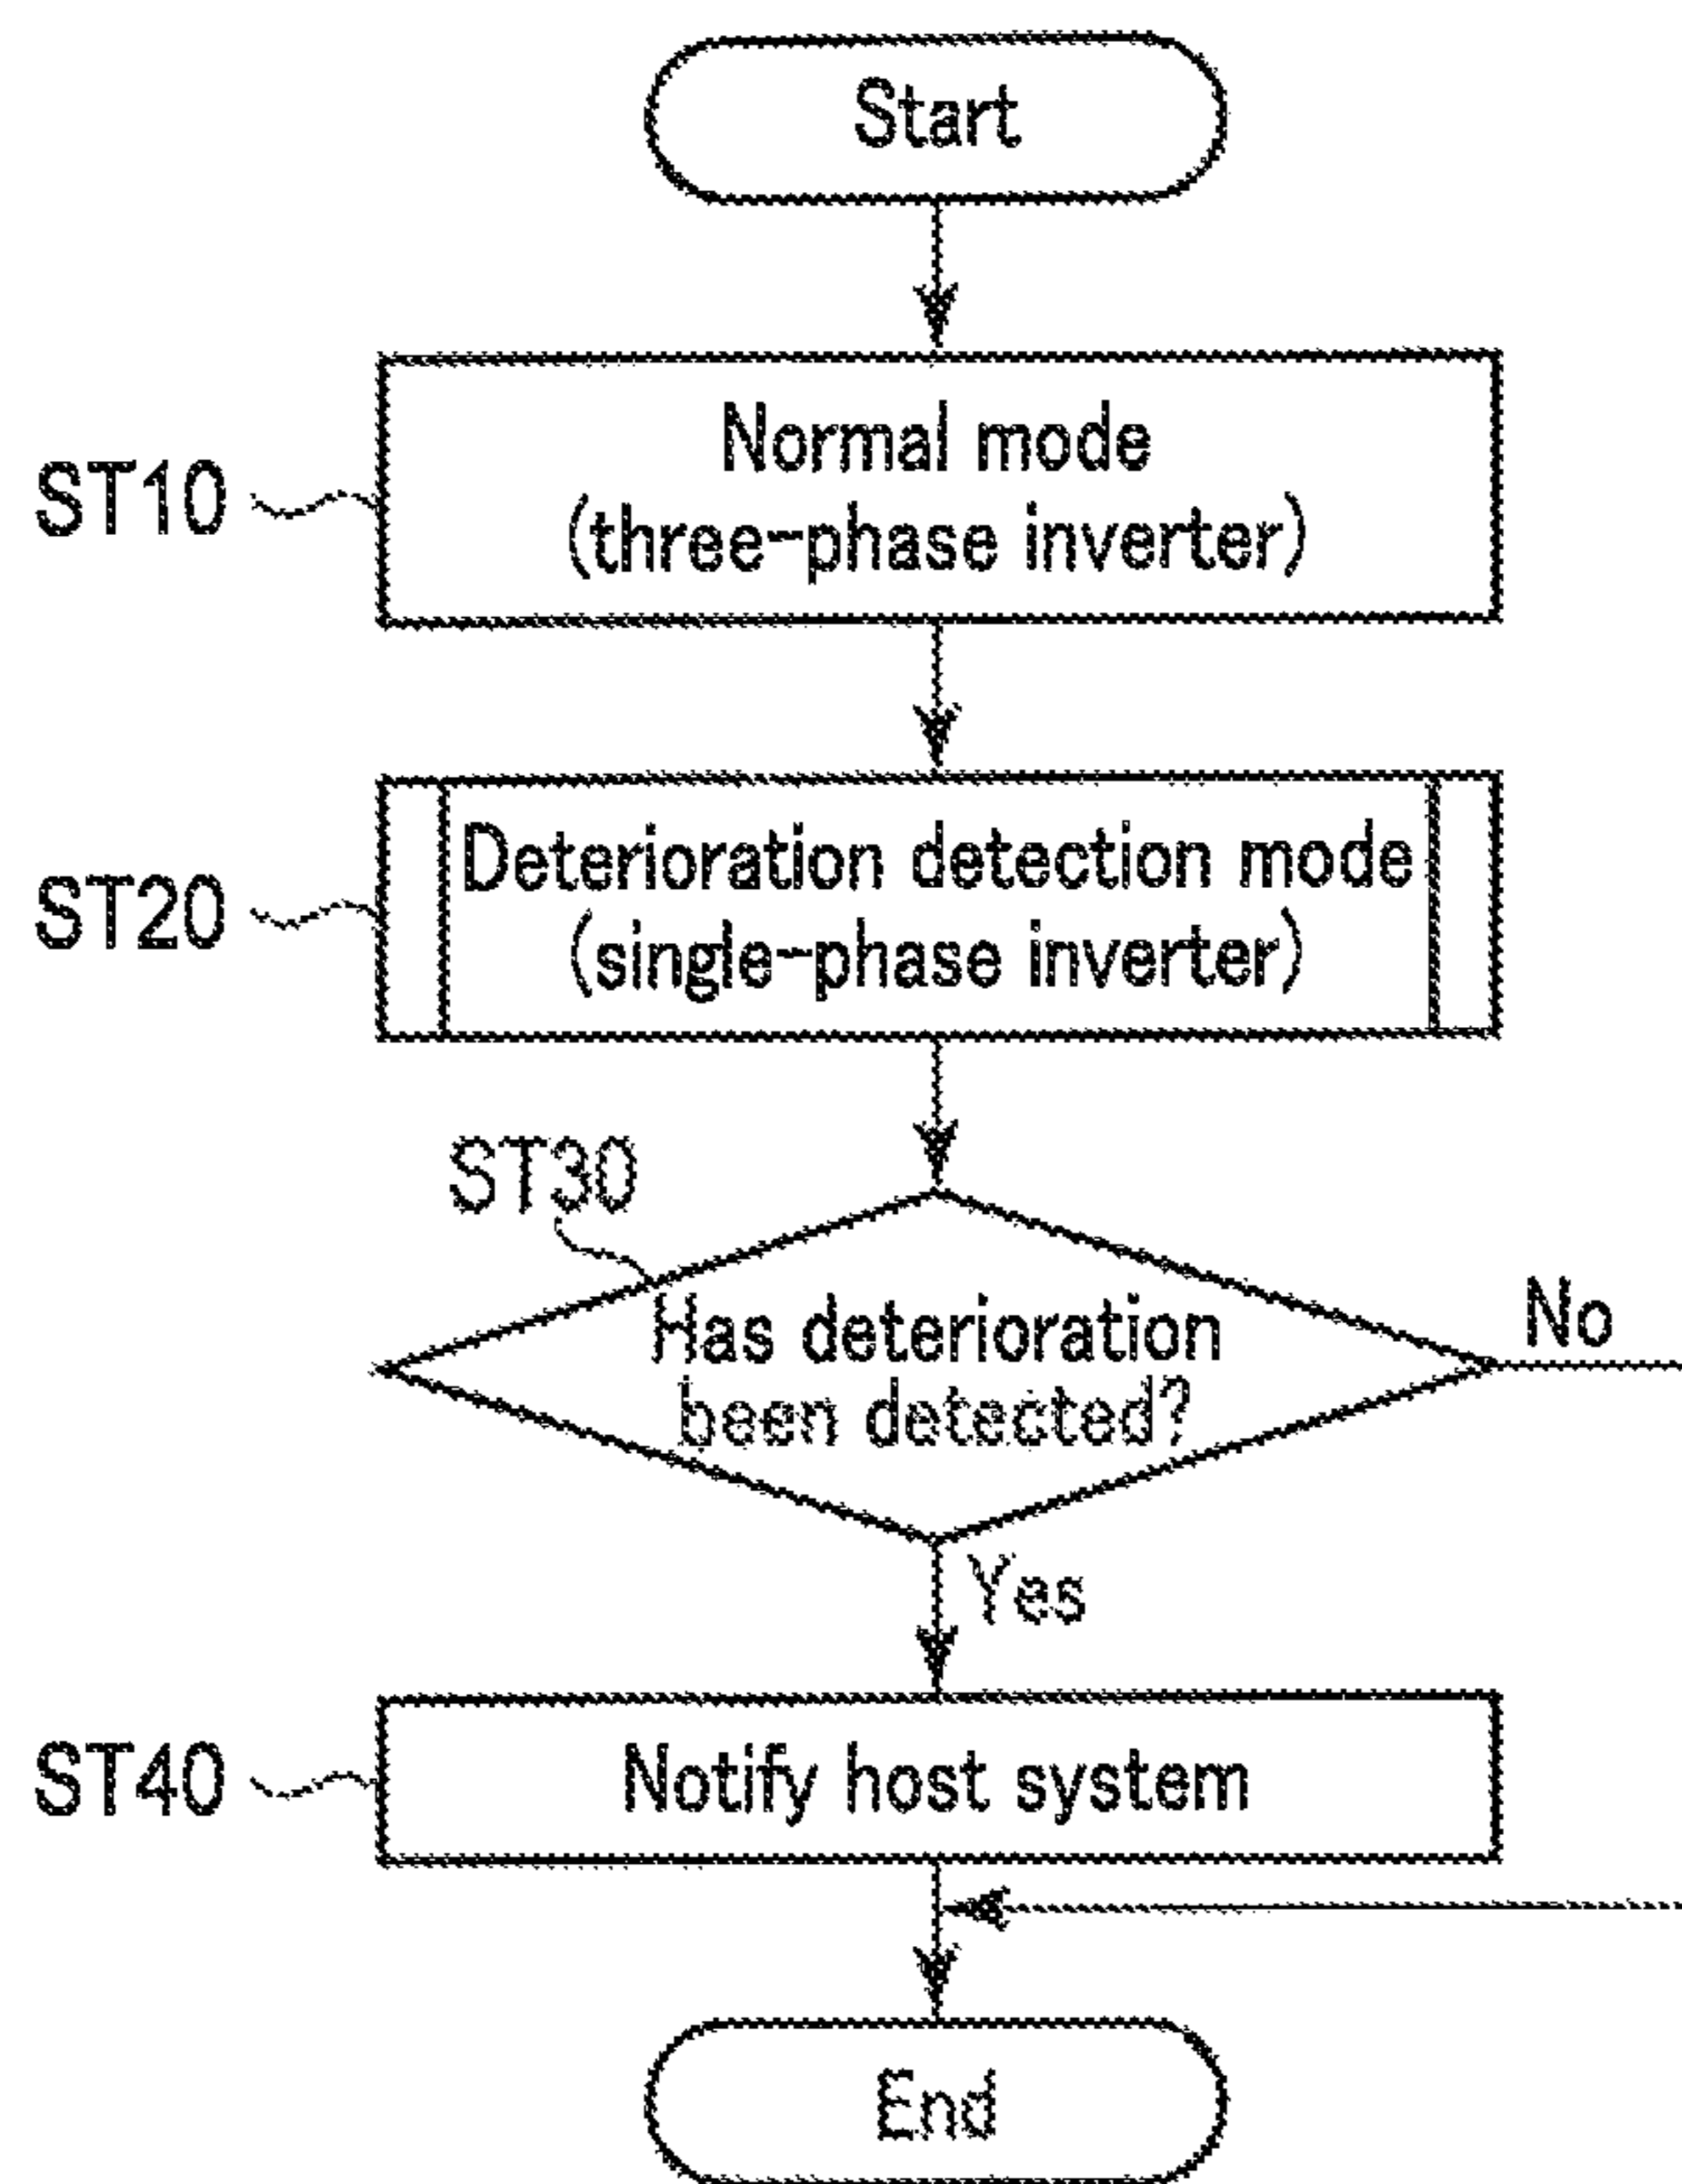 Start
Normal mode
(three-phase inverter)
ST10
Deterioration detection mode
(single-phase inverter)
ST20
ST30
Has deterioration
been detected?
No
Yes
Notify host system
ST40
End